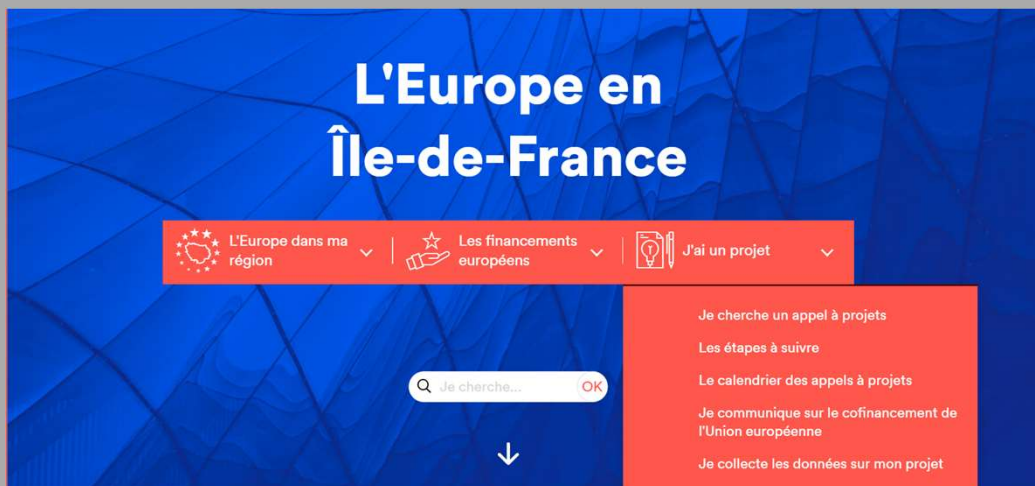 L'Europe en
Île-de-France
L'Europe dans ma
région
Les financements
européens
J'ai un projet
Je cherche un appel à projets
Les étapes à suivre
Le calendrier des appels à projets
Je communique sur le cofinancement de
l'Union européenne
Je collecte les données sur mon projet
Je cherche... OK